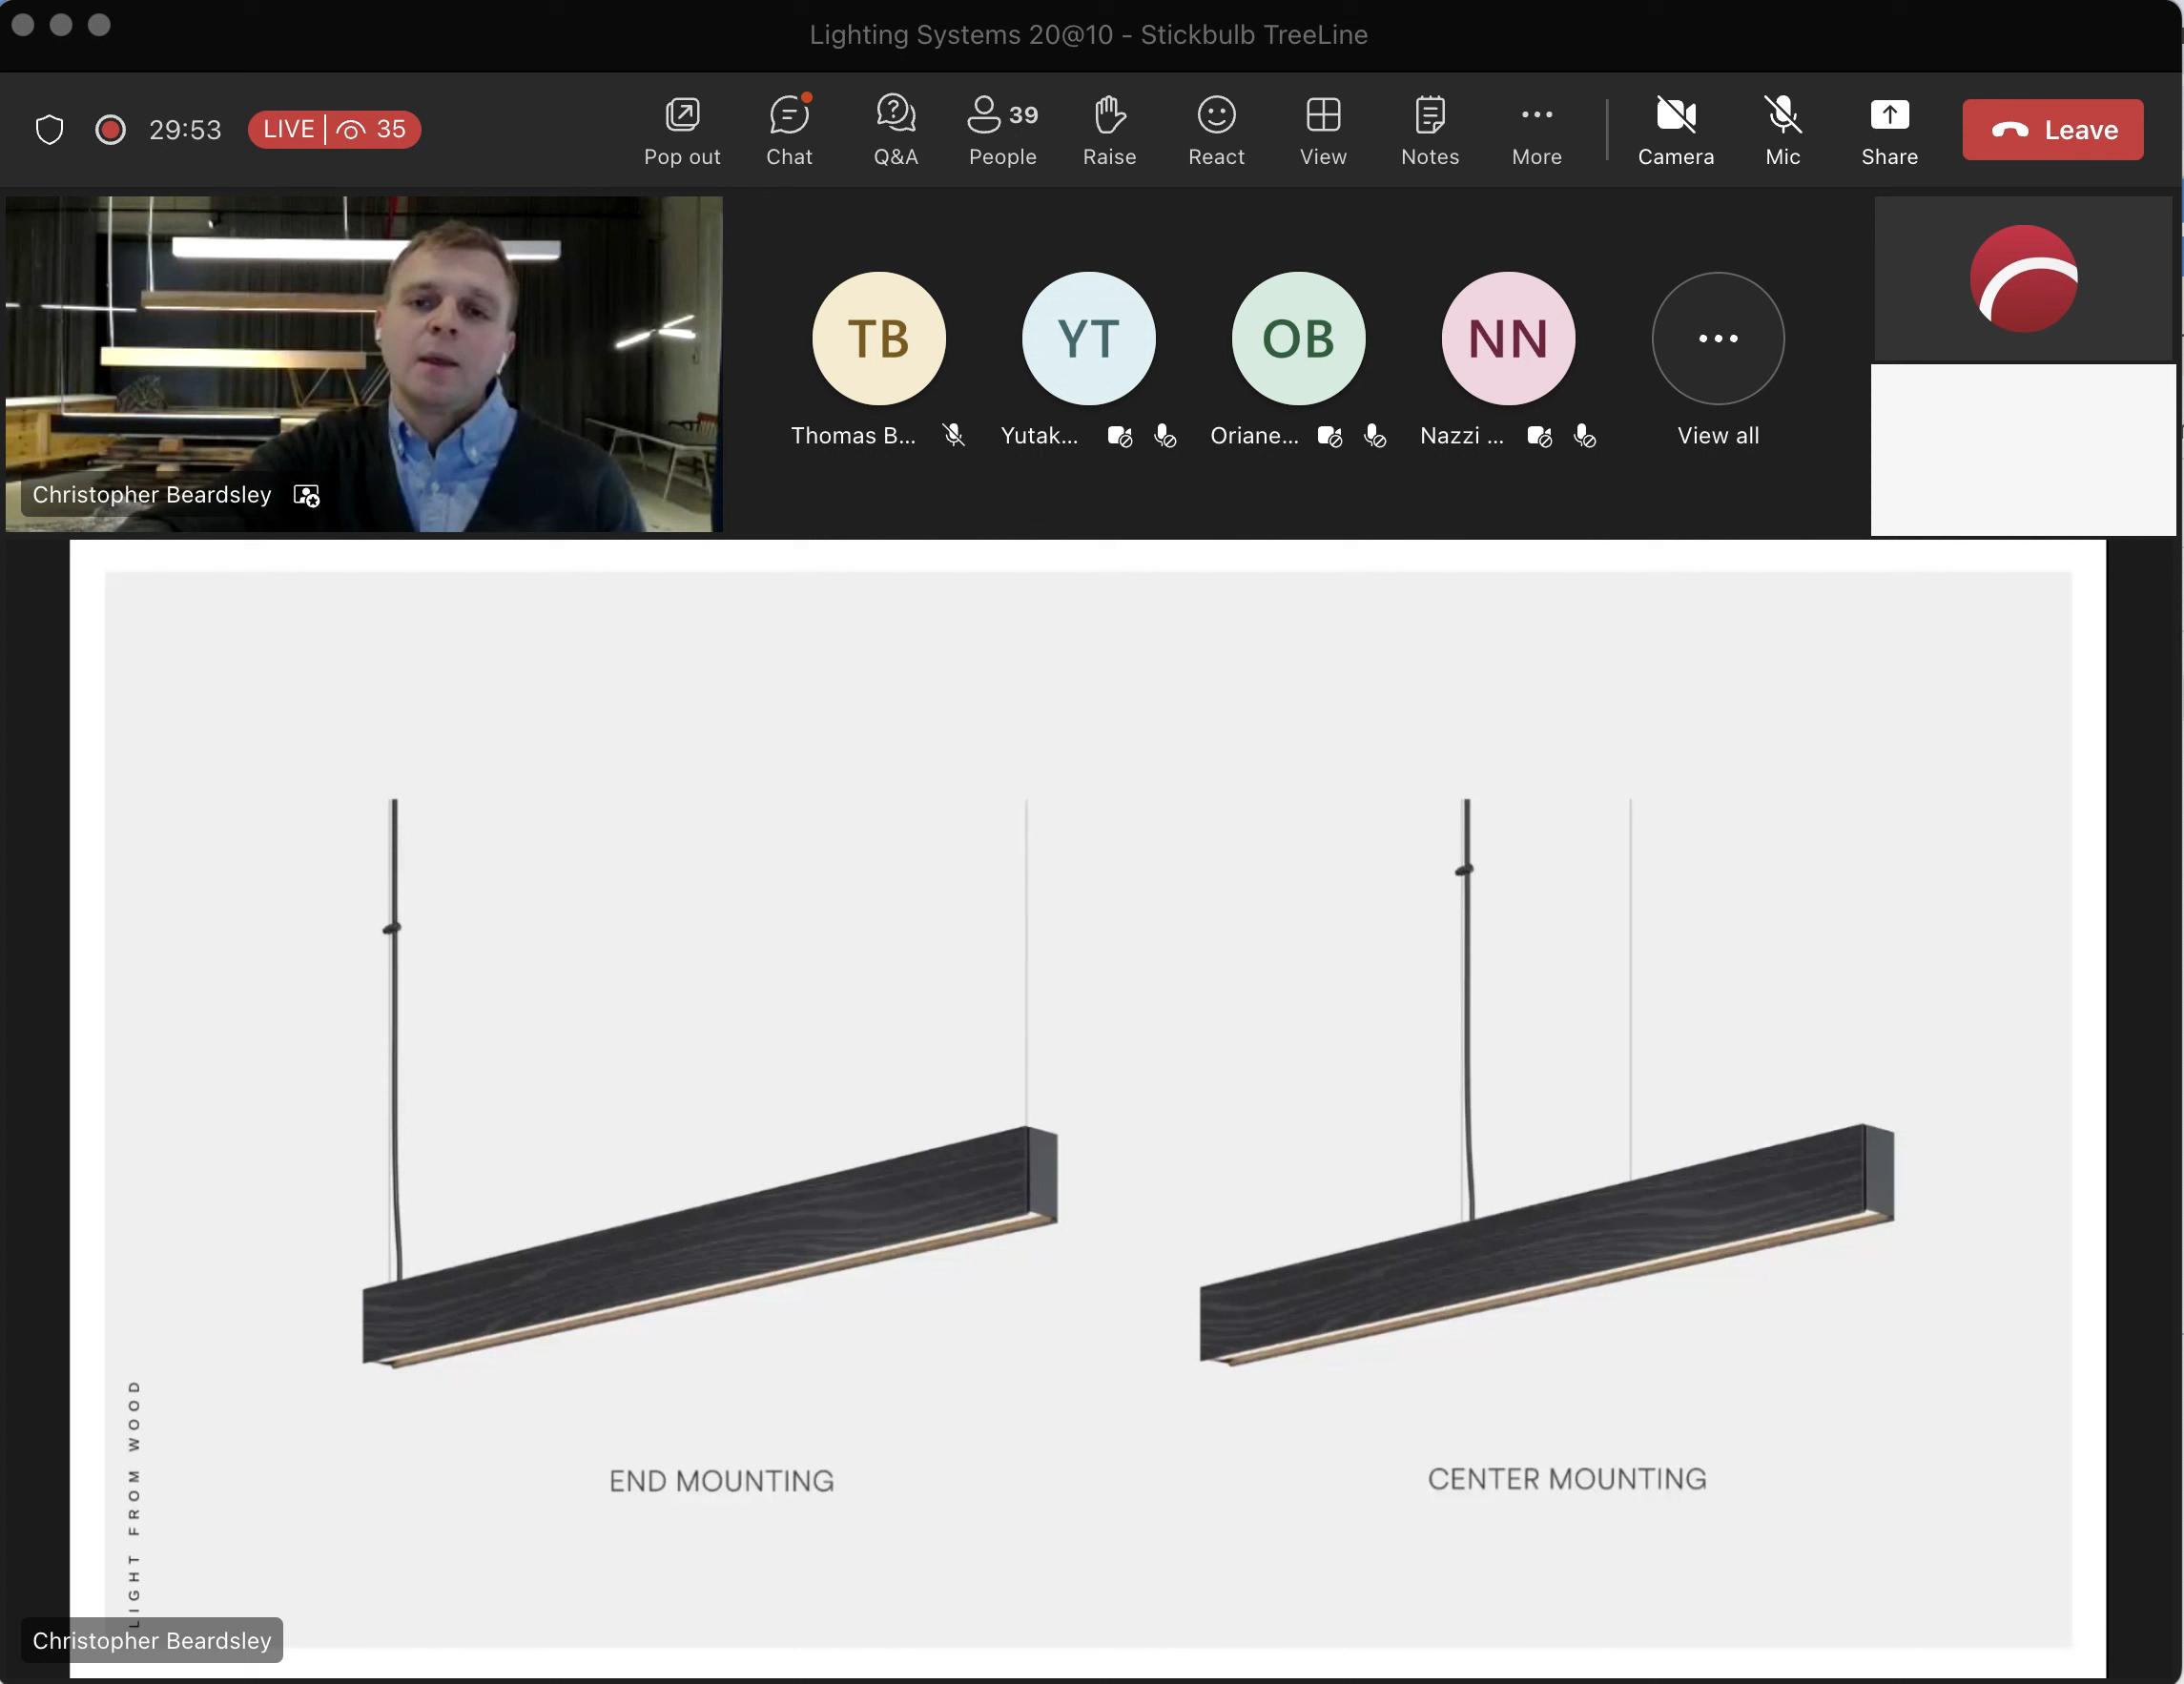 Lighting Systems 20@10 - Stickbulb TreeLine
29:53
LIVE 35
Pop out
Chat
Q&A
39
People
Raise
React
View
Notes
More
Camera
Mic
Share
Leave
Christopher Beardsley
TB
Thomas B...
YT
Yutak...
OB
Oriane...
NN
Nazzi ...
View all
END MOUNTING
CENTER MOUNTING
LIGHT FROM WOOD
Christopher Beardsley